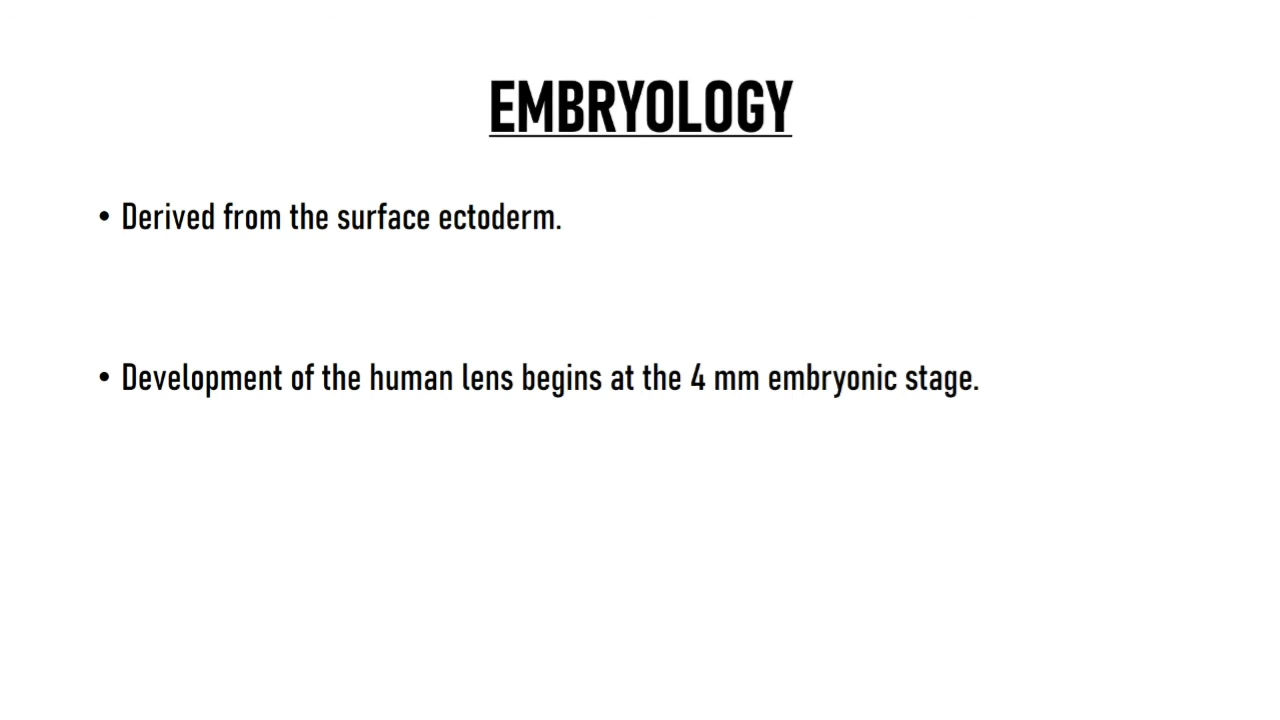 EMBRYOLOGY
• Derived from the surface ectoderm.
• Development of the human lens begins at the 4 mm embryonic stage.